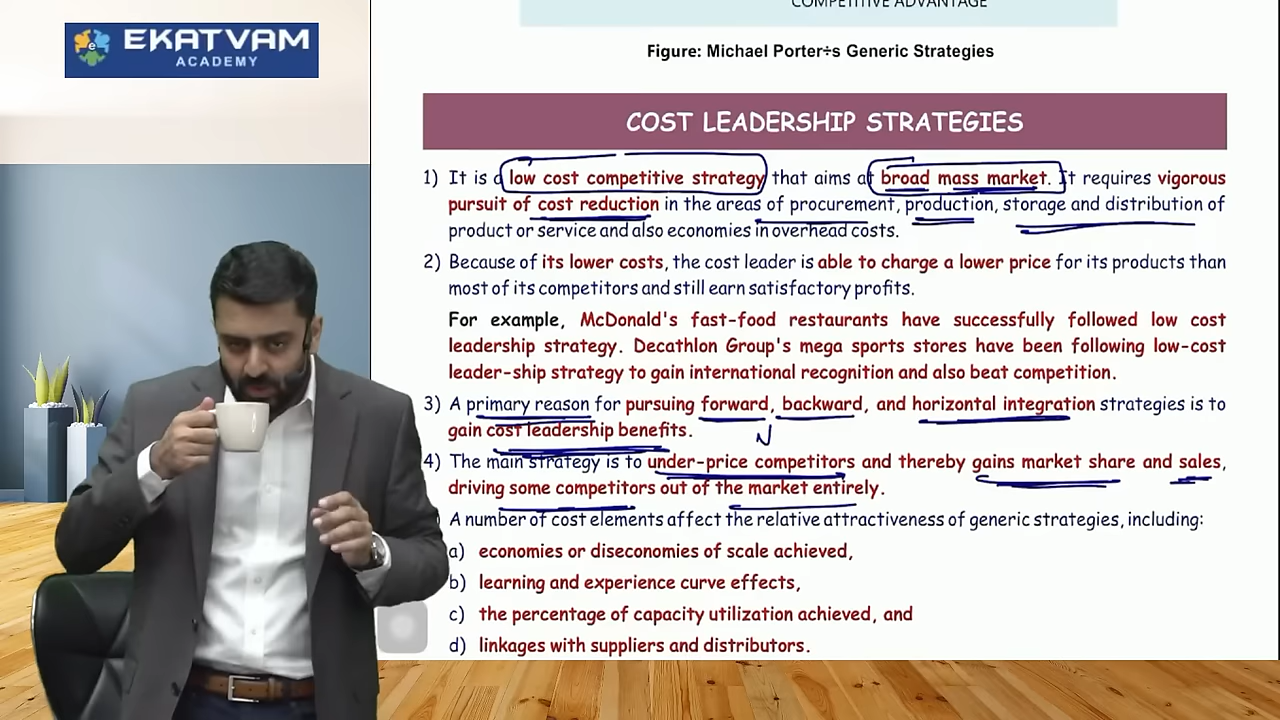 EKATVAM
ACADEMY
COMPETITIVE ADVANTAGE
Figure: Michael Porter÷s Generic Strategies
COST LEADERSHIP STRATEGIES
1) It is a low cost competitive strategy that aims at broad mass market. It requires vigorous
pursuit of cost reduction in the areas of procurement, production, storage and distribution of
product or service and also economies in overhead costs.
2) Because of its lower costs, the cost leader is able to charge a lower price for its products than
most of its competitors and still earn satisfactory profits.
For example, McDonald's fast-food restaurants have successfully followed low cost
leadership strategy. Decathlon Group's mega sports stores have been following low-cost
leader-ship strategy to gain international recognition and also beat competition.
3) A primary reason for pursuing forward, backward, and horizontal integration strategies is to
gain cost leadership benefits.
4) The main strategy is to under-price competitors and thereby gains market share and sales,
driving some competitors out of the market entirely.
) A number of cost elements affect the relative attractiveness of generic strategies, including:
a) economies or diseconomies of scale achieved,
b) learning and experience curve effects,
c) the percentage of capacity utilization achieved, and
d) linkages with suppliers and distributors.